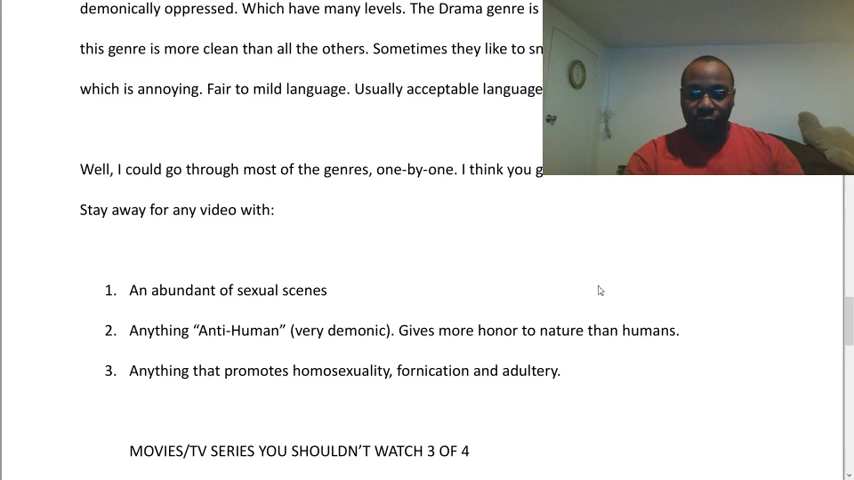 demonically oppressed. Which have many levels. The Drama genre is
this genre is more clean than all the others. Sometimes they like to sn
which is annoying. Fair to mild language. Usually acceptable language
Well, I could go through most of the genres, one-by-one. I think you g
Stay away for any video with:
1. An abundant of sexual scenes
2. Anything “Anti-Human” (very demonic). Gives more honor to nature than humans.
3. Anything that promotes homosexuality, fornication and adultery.
MOVIES/TV SERIES YOU SHOULDN’T WATCH 3 OF 4